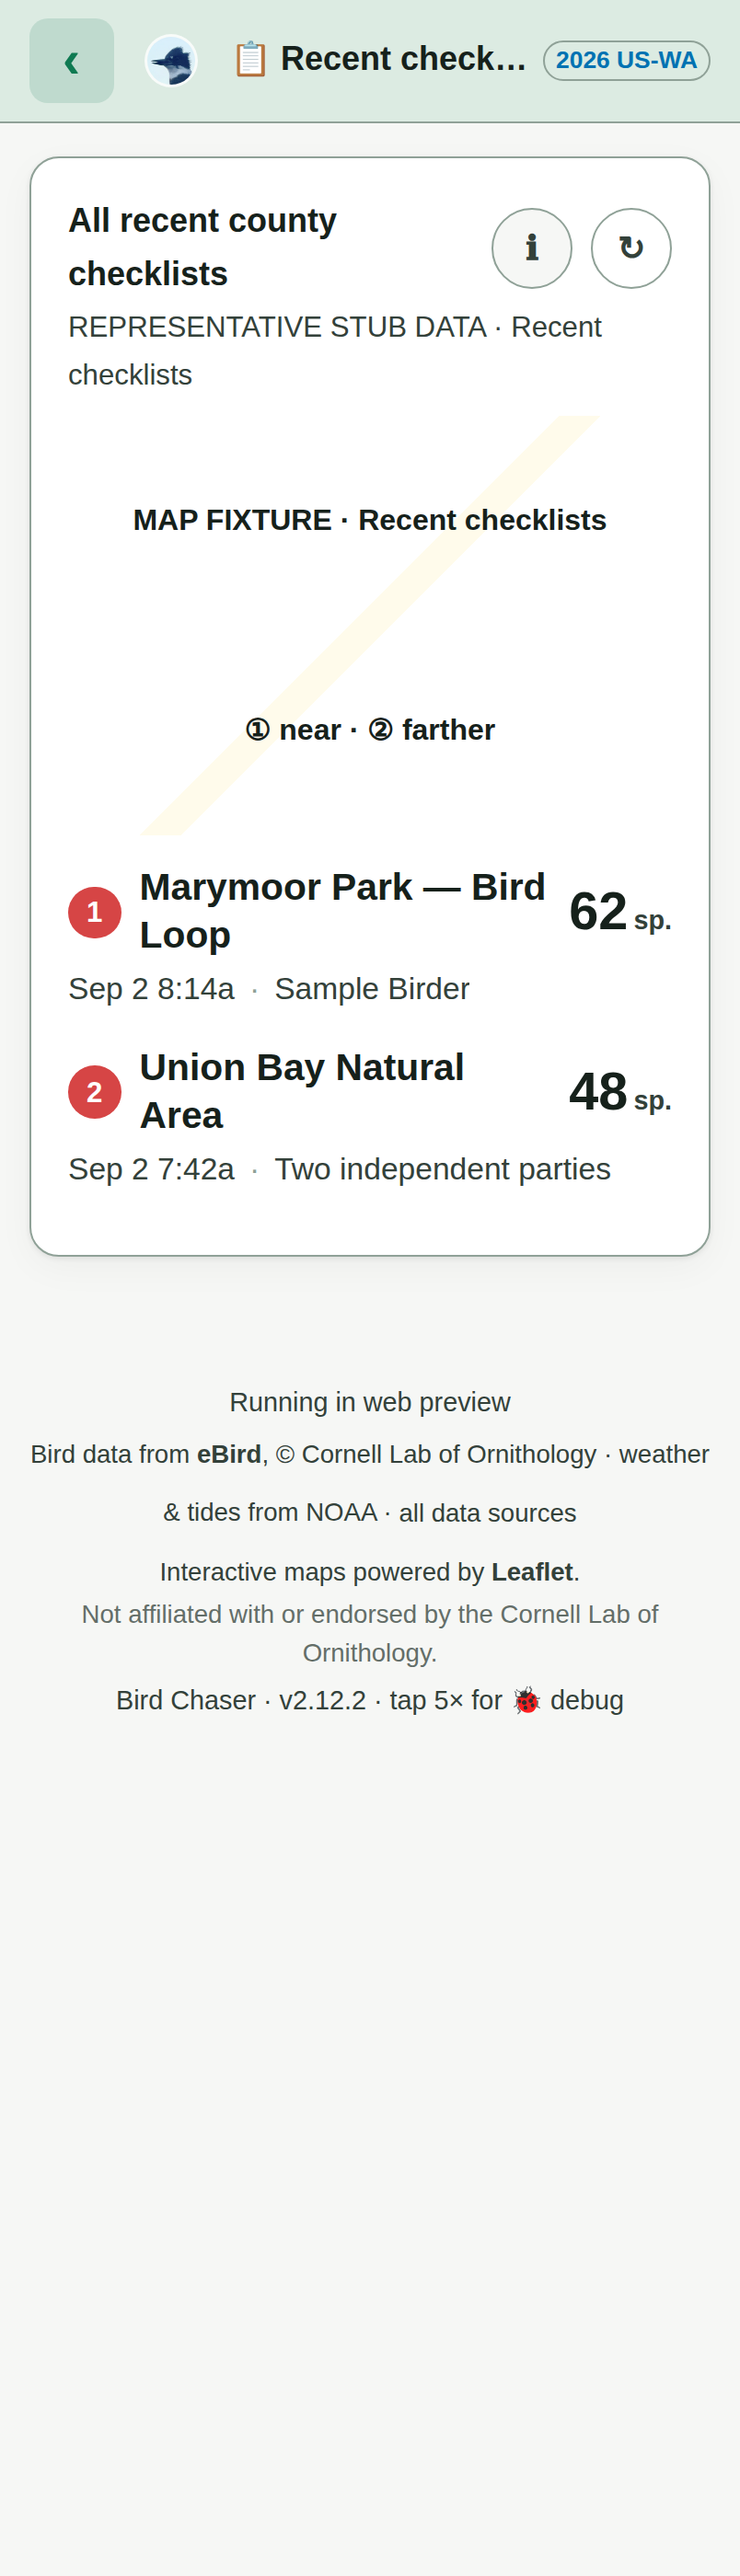 ‹
📋 Recent check…
2026 US-WA
All recent county
checklists
ℹ
↻
REPRESENTATIVE STUB DATA · Recent
checklists
MAP FIXTURE · Recent checklists
① near · ② farther
1
Marymoor Park — Bird
Loop
62 sp.
Sep 2 8:14a · Sample Birder
2
Union Bay Natural
Area
48 sp.
Sep 2 7:42a · Two independent parties
Running in web preview
Bird data from eBird, © Cornell Lab of Ornithology · weather
& tides from NOAA · all data sources
Interactive maps powered by Leaflet.
Not affiliated with or endorsed by the Cornell Lab of
Ornithology.
Bird Chaser · v2.12.2 · tap 5× for 🐞 debug